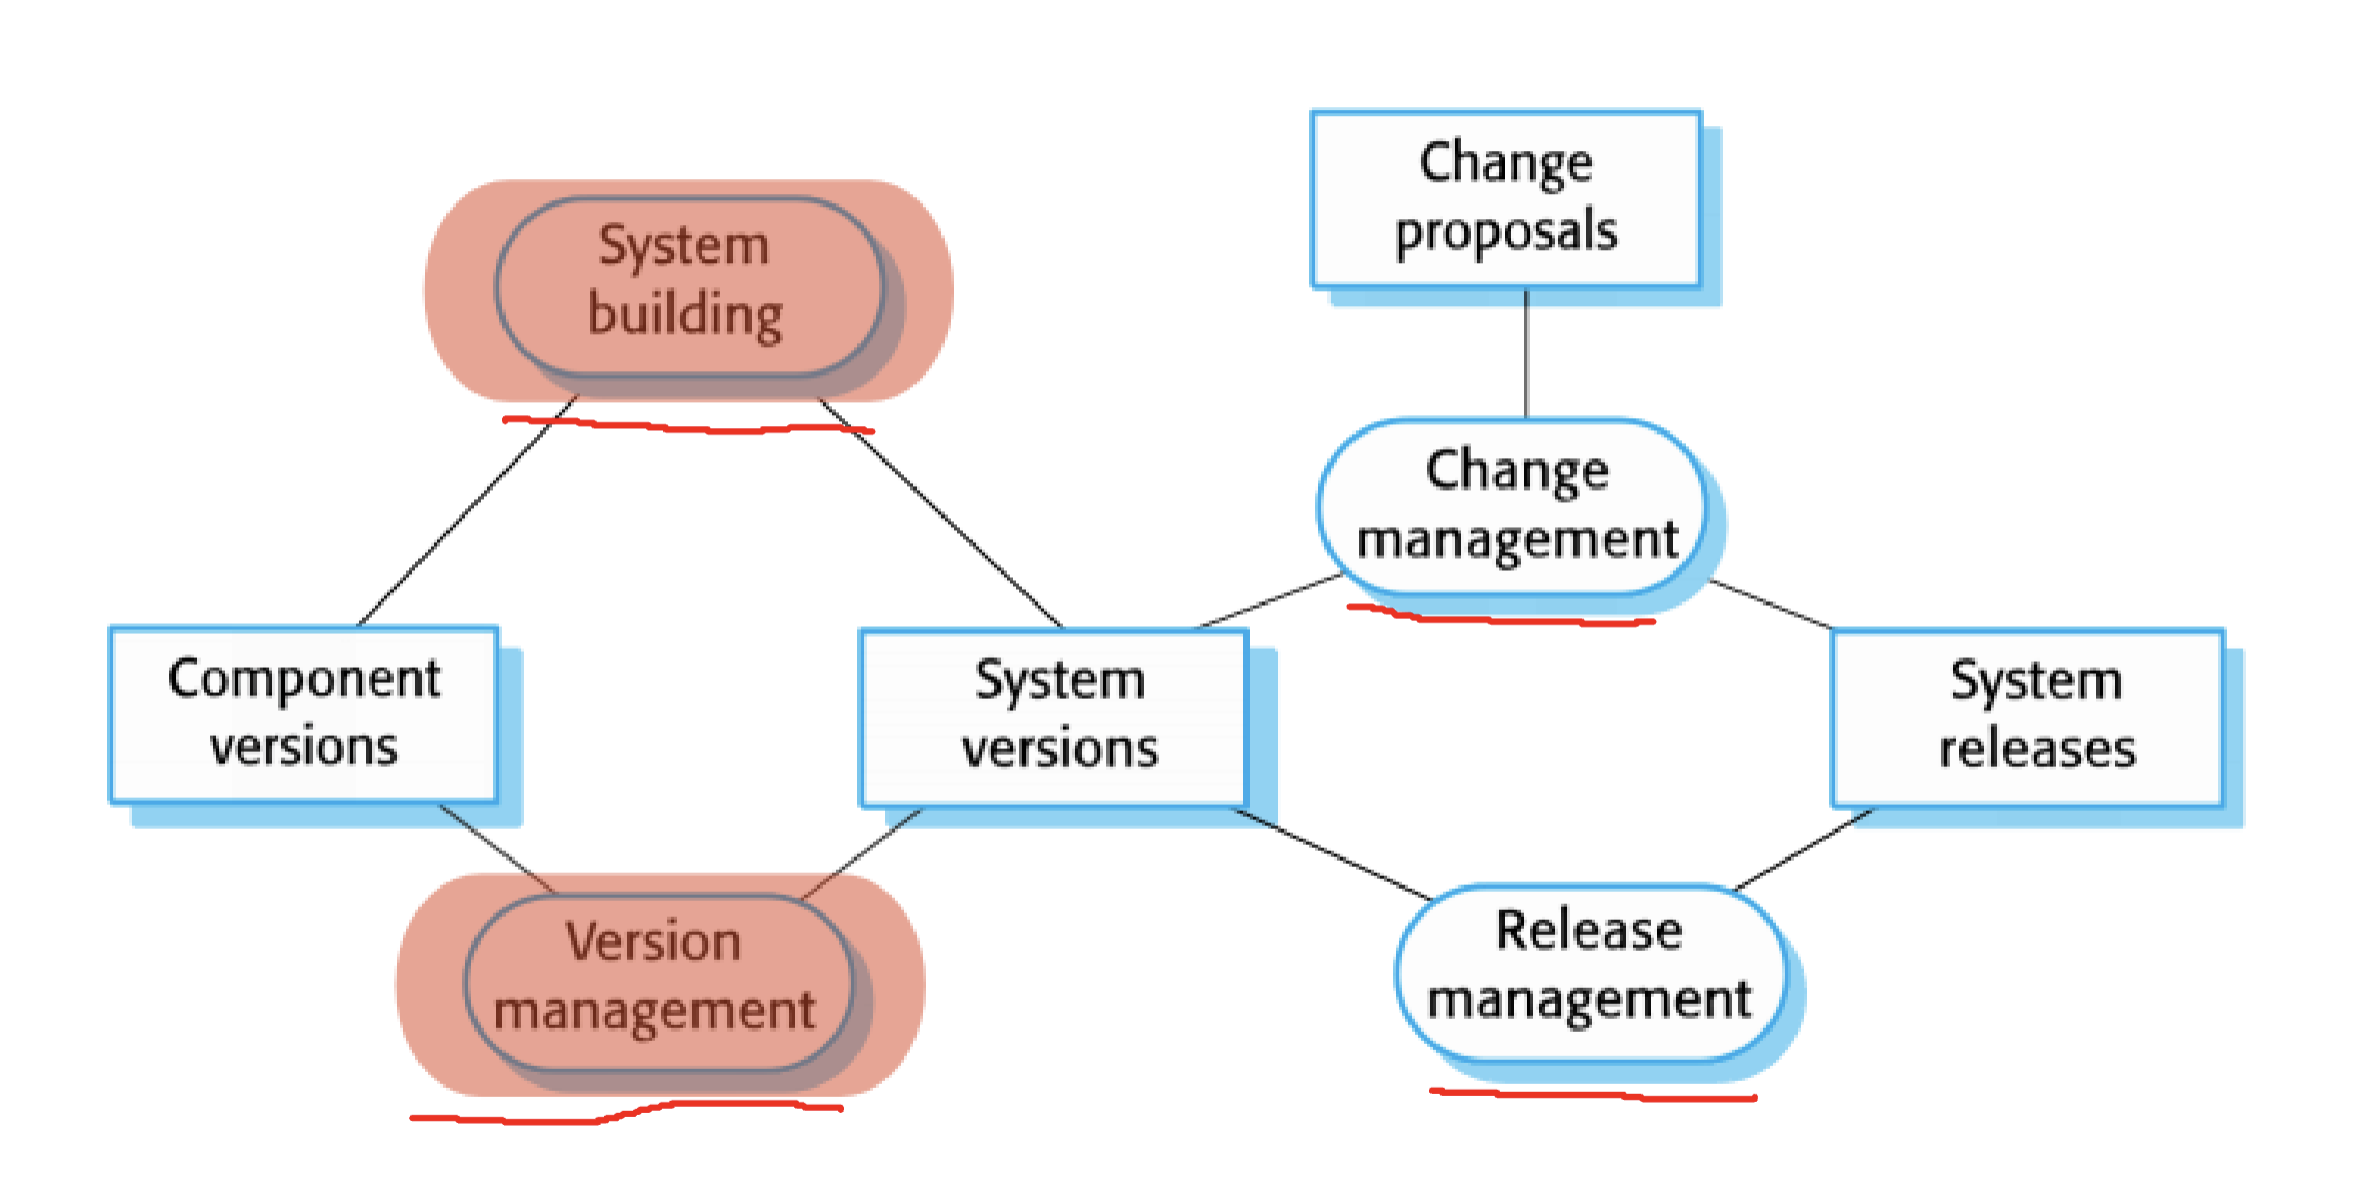 Change
proposals
System
building
Change
management
Component
versions
System
versions
System
releases
Version
management
Release
management